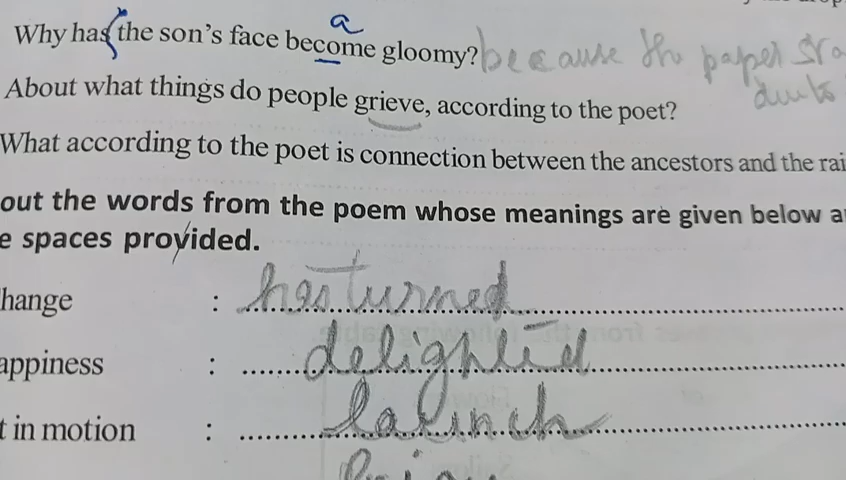 Why has the son's face become gloomy? because the paper
a
About what things do people grieve, according to the poet?
What according to the poet is connection between the ancestors and the rai
out the words from the poem whose meanings are given below a
e spaces provided.
hange : has turned
appiness : delighted
t in motion : launch